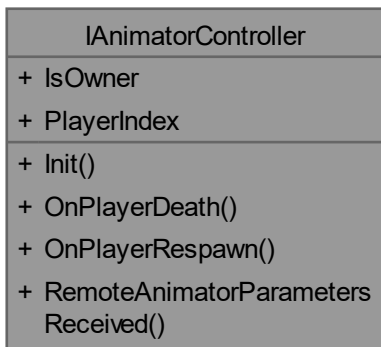 IAnimatorController
+ IsOwner
+ PlayerIndex
+ Init()
+ OnPlayerDeath()
+ OnPlayerRespawn()
+ RemoteAnimatorParameters
Received()